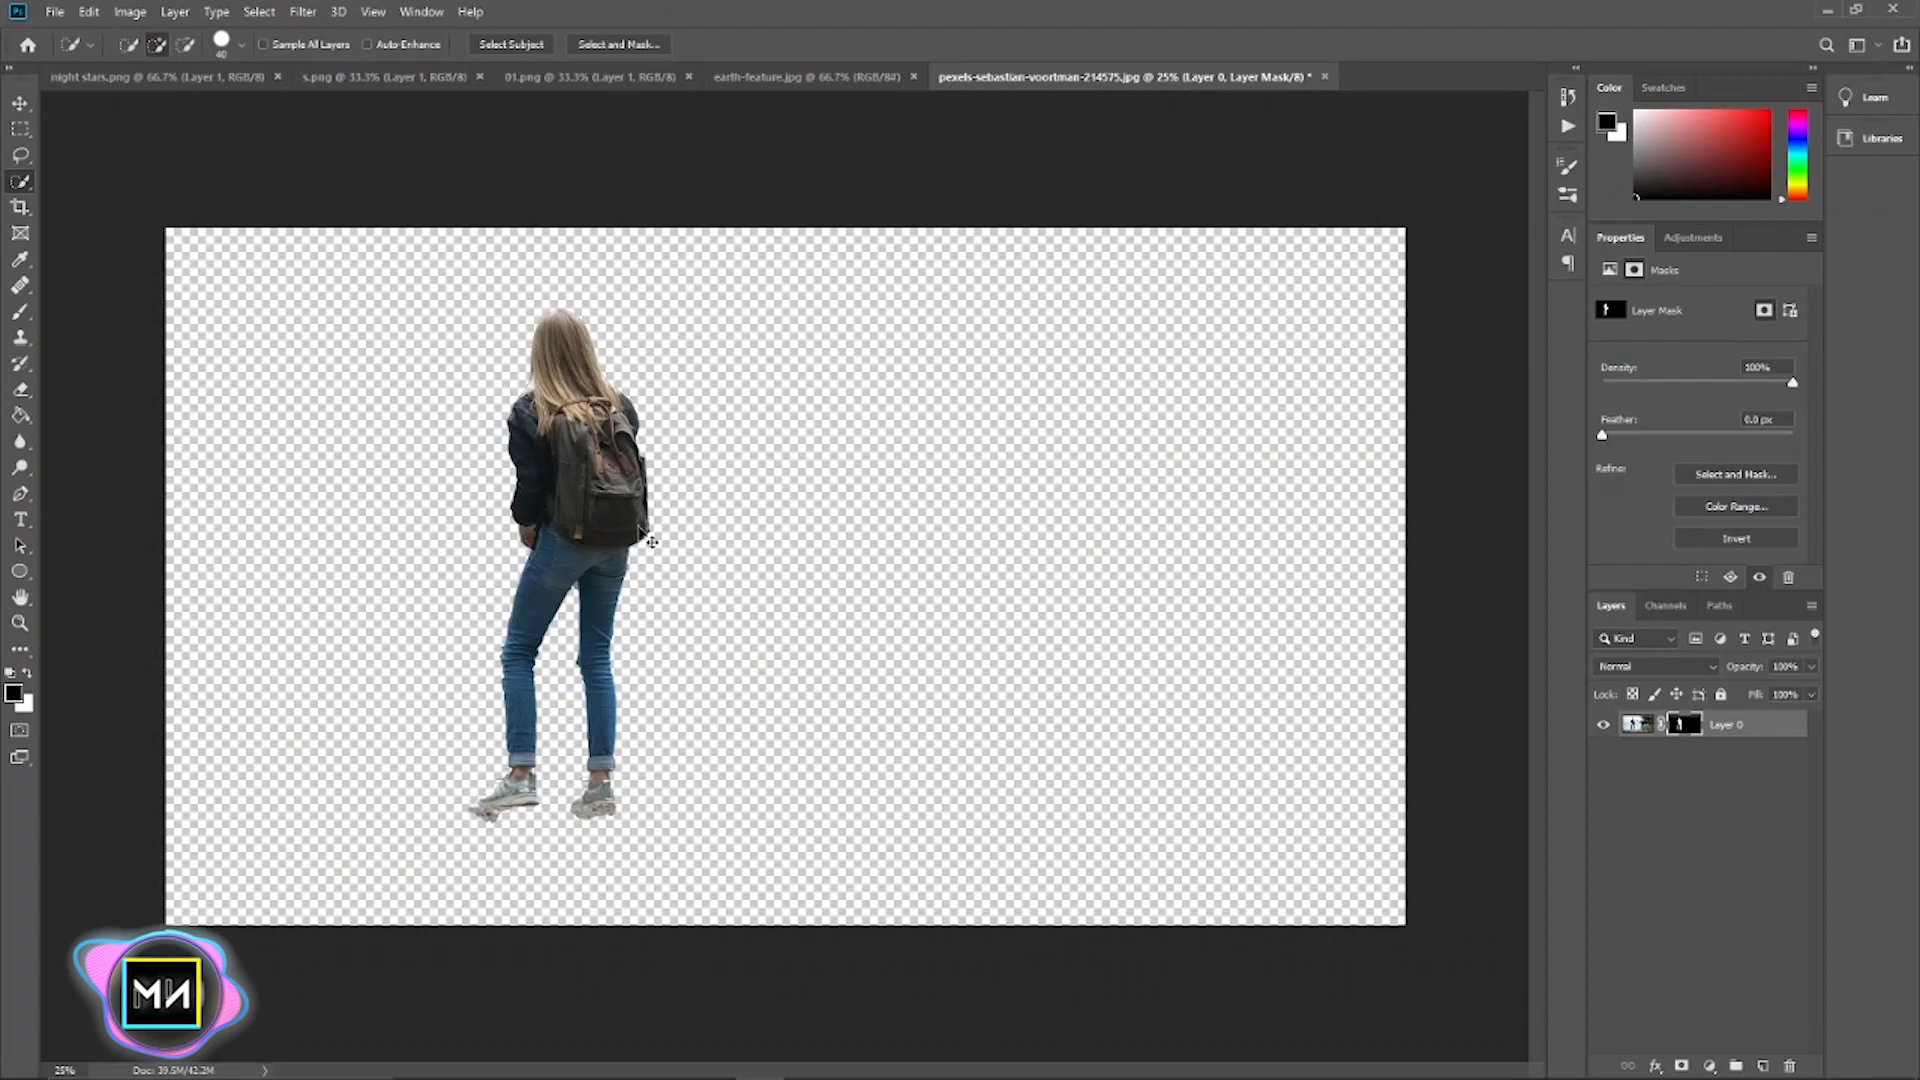 Ps File Edit Image Layer Type Select Filter 3D View Window Help
40 Sample All Layers Auto-Enhance Select Subject Select and Mask...
night stars.png @ 66.7% (Layer 1, RGB/8) s.png @ 33.3% (Layer 1, RGB/8) 01.png @ 33.3% (Layer 1, RGB/8) earth-feature.jpg @ 66.7% (RGB/8#) pexels-sebastian-voortman-214575.jpg @ 25% (Layer 0, Layer Mask/8) *
Color Swatches
Learn
Libraries
Properties Adjustments
Masks
Layer Mask
Density: 100%
Feather: 0.0 px
Refine: Select and Mask...
Color Range...
Invert
Layers Channels Paths
Kind
Normal Opacity: 100%
Lock: Fill: 100%
Layer 0
MN
25% Doc: 39.5M/42.2M